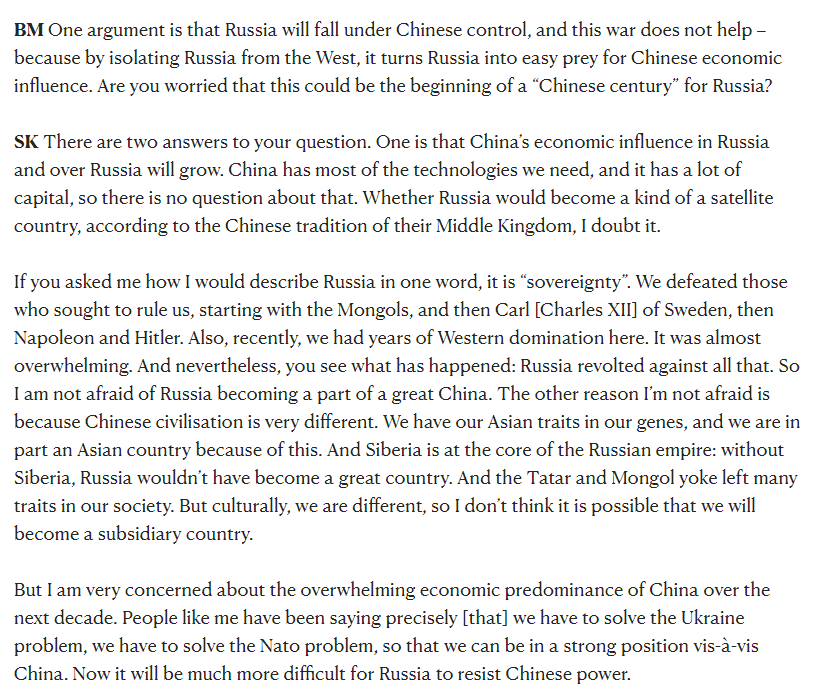 BM One argument is that Russia will fall under Chinese control, and this war does not help –
because by isolating Russia from the West, it turns Russia into easy prey for Chinese economic
influence. Are you worried that this could be the beginning of a “Chinese century” for Russia?
SK There are two answers to your question. One is that China’s economic influence in Russia
and over Russia will grow. China has most of the technologies we need, and it has a lot of
capital, so there is no question about that. Whether Russia would become a kind of a satellite
country, according to the Chinese tradition of their Middle Kingdom, I doubt it.
If you asked me how I would describe Russia in one word, it is “sovereignty”. We defeated those
who sought to rule us, starting with the Mongols, and then Carl [Charles XII] of Sweden, then
Napoleon and Hitler. Also, recently, we had years of Western domination here. It was almost
overwhelming. And nevertheless, you see what has happened: Russia revolted against all that. So
I am not afraid of Russia becoming a part of a great China. The other reason I’m not afraid is
because Chinese civilisation is very different. We have our Asian traits in our genes, and we are in
part an Asian country because of this. And Siberia is at the core of the Russian empire: without
Siberia, Russia wouldn’t have become a great country. And the Tatar and Mongol yoke left many
traits in our society. But culturally, we are different, so I don’t think it is possible that we will
become a subsidiary country.
But I am very concerned about the overwhelming economic predominance of China over the
next decade. People like me have been saying precisely [that] we have to solve the Ukraine
problem, we have to solve the Nato problem, so that we can be in a strong position vis-à-vis
China. Now it will be much more difficult for Russia to resist Chinese power.